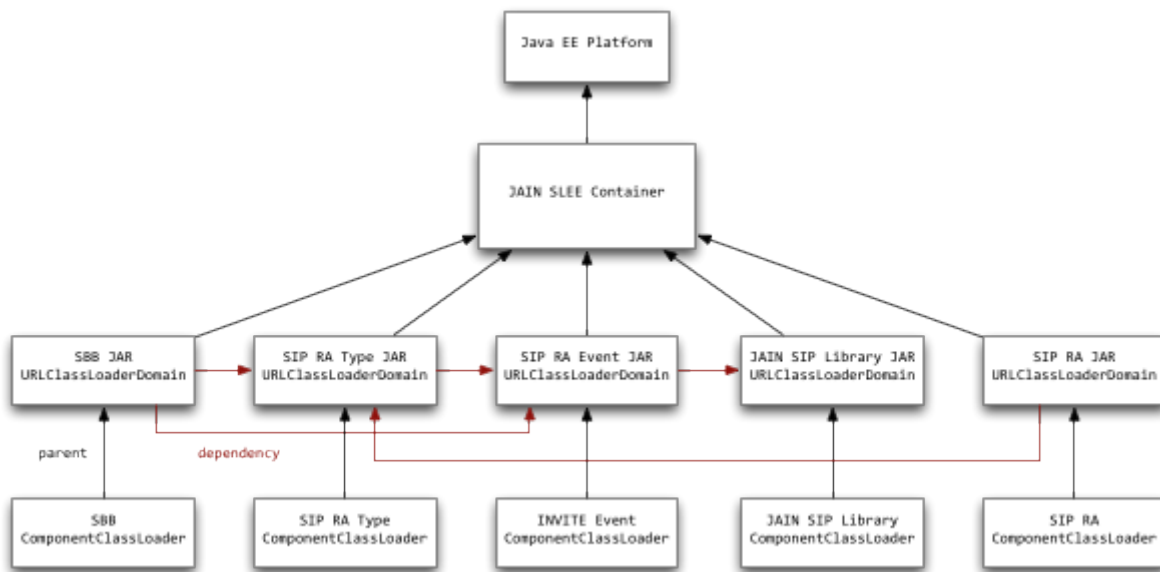 Java EE Platform
JAIN SLEE Container
SBB JAR
URLClassLoaderDomain
SIP RA Type JAR
URLClassLoaderDomain
SIP RA Event JAR
URLClassLoaderDomain
JAIN SIP Library JAR
URLClassLoaderDomain
SIP RA JAR
URLClassLoaderDomain
parent
dependency
SBB
ComponentClassLoader
SIP RA Type
ComponentClassLoader
INVITE Event
ComponentClassLoader
JAIN SIP Library
ComponentClassLoader
SIP RA
ComponentClassLoader